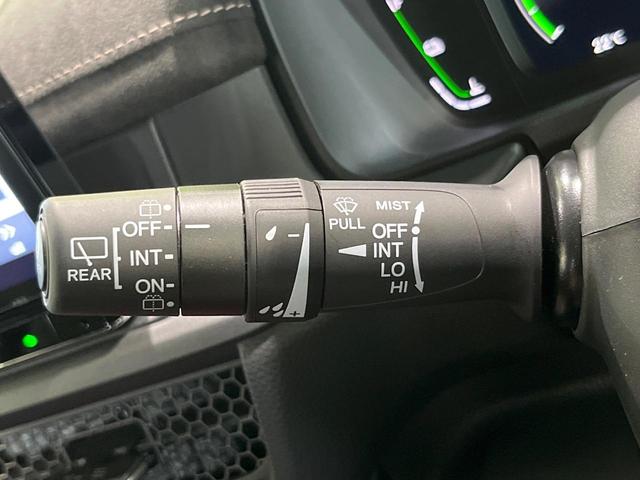 22°C
MIST
PULL
OFF
INT
LO
HI
REAR
OFF
INT
ON